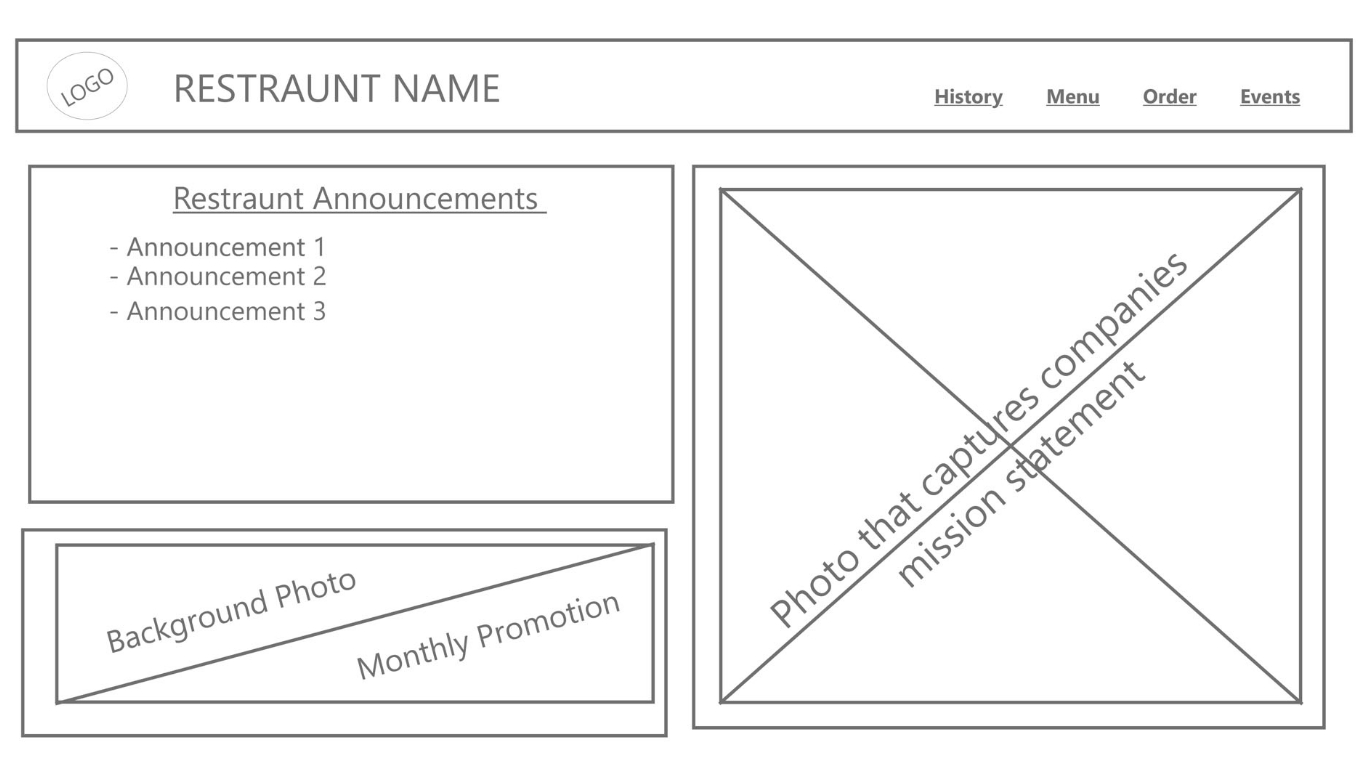 LOGO
RESTRAUNT NAME
History
Menu
Order
Events
Restraunt Announcements
- Announcement 1
- Announcement 2
- Announcement 3
Background Photo
Monthly Promotion
Photo that captures companies
mission statement